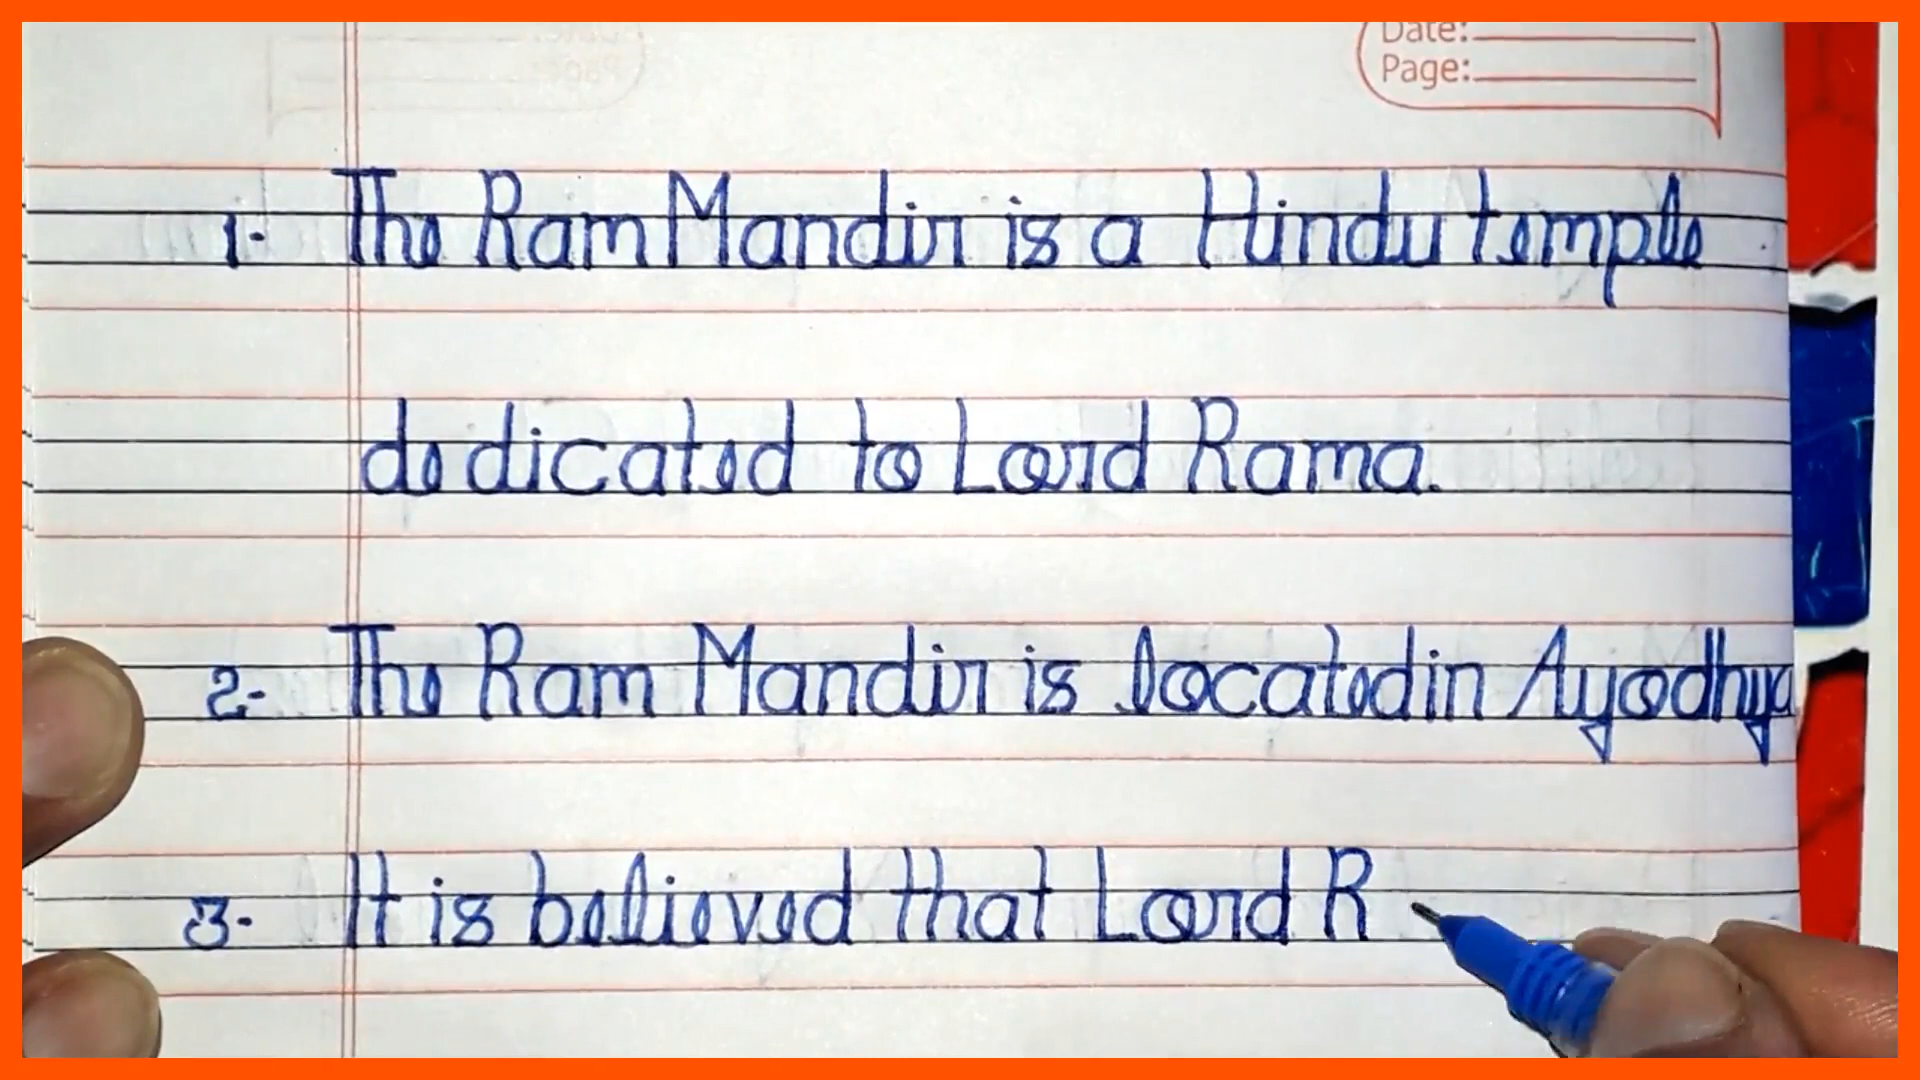 Date:
Page:
1. The Ram Mandir is a Hindu temple
dedicated to Lord Rama.
2- The Ram Mandir is located in Ayodhya
3- It is believed that Lord R